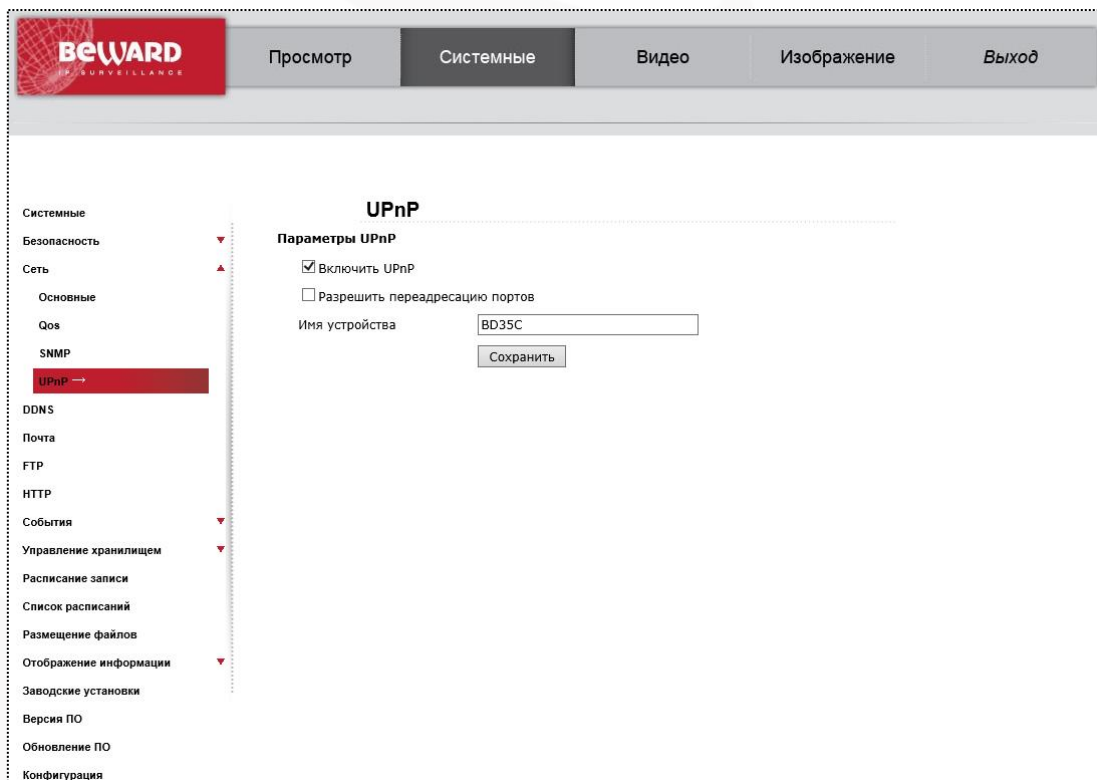 BEWARD
IP SURVEILLANCE
Просмотр
Системные
Видео
Изображение
Выход
Системные
Безопасность
Сеть
Основные
Qos
SNMP
UPnP →
DDNS
Почта
FTP
HTTP
События
Управление хранилищем
Расписание записи
Список расписаний
Размещение файлов
Отображение информации
Заводские установки
Версия ПО
Обновление ПО
Конфигурация
UPnP
Параметры UPnP
Включить UPnP
Разрешить переадресацию портов
Имя устройства BD35C
Сохранить